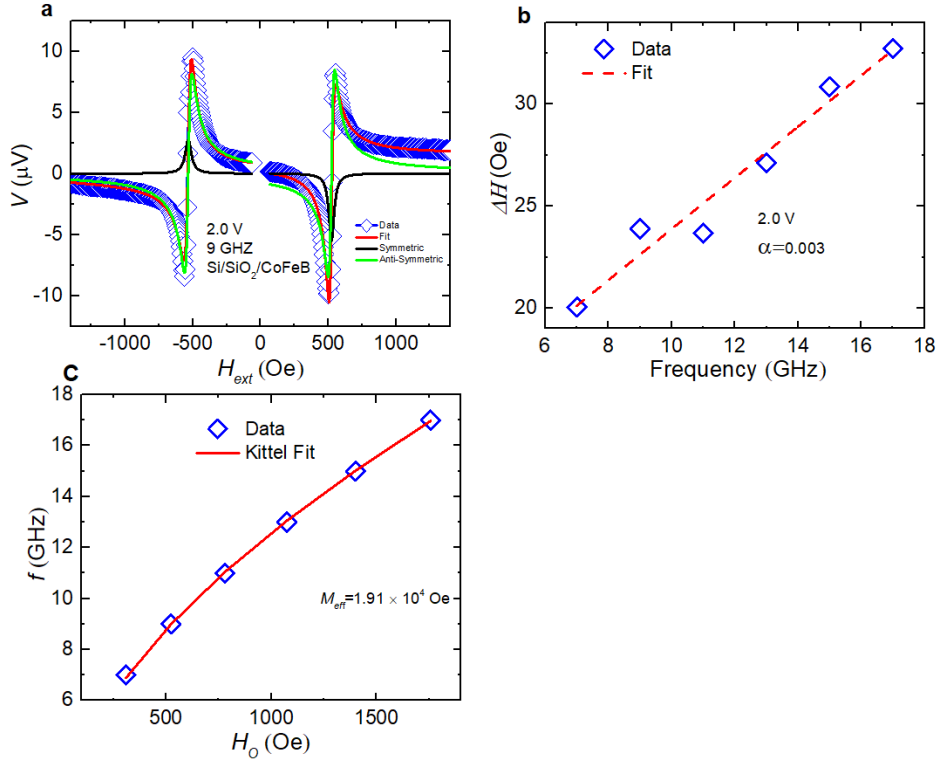 a
10
5
0
-5
-10
V (μV)
2.0 V
9 GHZ
Si/SiO2/CoFeB
Data
Fit
Symmetric
Anti-Symmetric
-1000 -500 0 500 1000
Hext (Oe)
b
30
25
20
ΔH (Oe)
Data
Fit
2.0 V
α=0.003
6 8 10 12 14 16 18
Frequency (GHz)
C
18
16
14
12
10
8
6
f (GHz)
Data
Kittel Fit
Meff=1.91 × 10^4 Oe
500 1000 1500
HO (Oe)